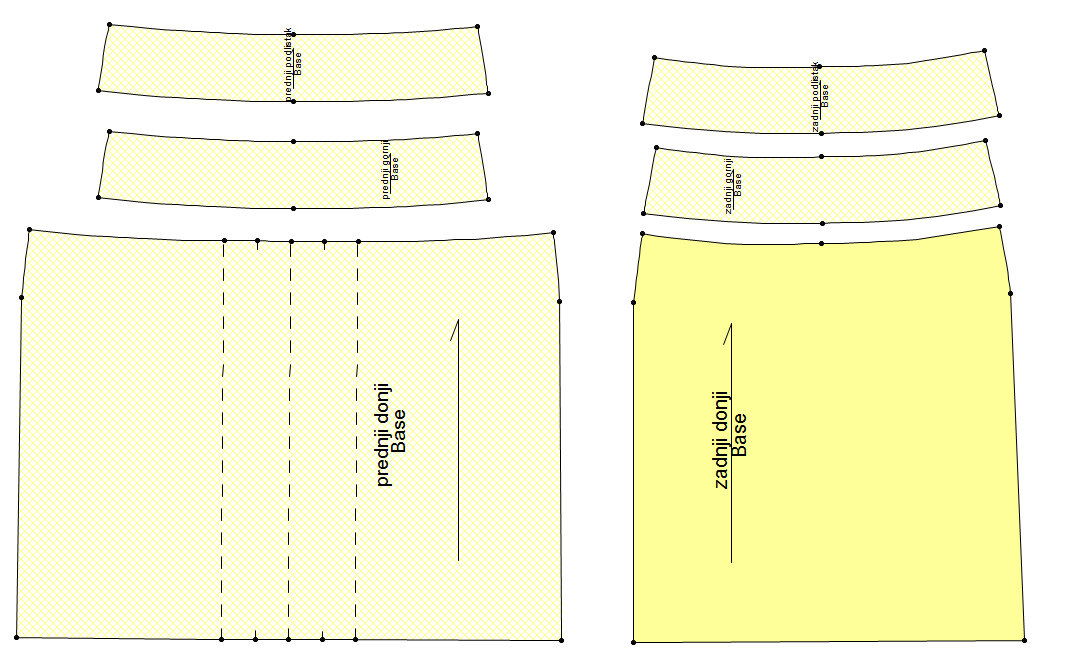 prednji podlistak
Base
zadnji podlistak
Base
prednji gornji
Base
zadnji gornji
Base
prednji donji
Base
zadnji donji
Base